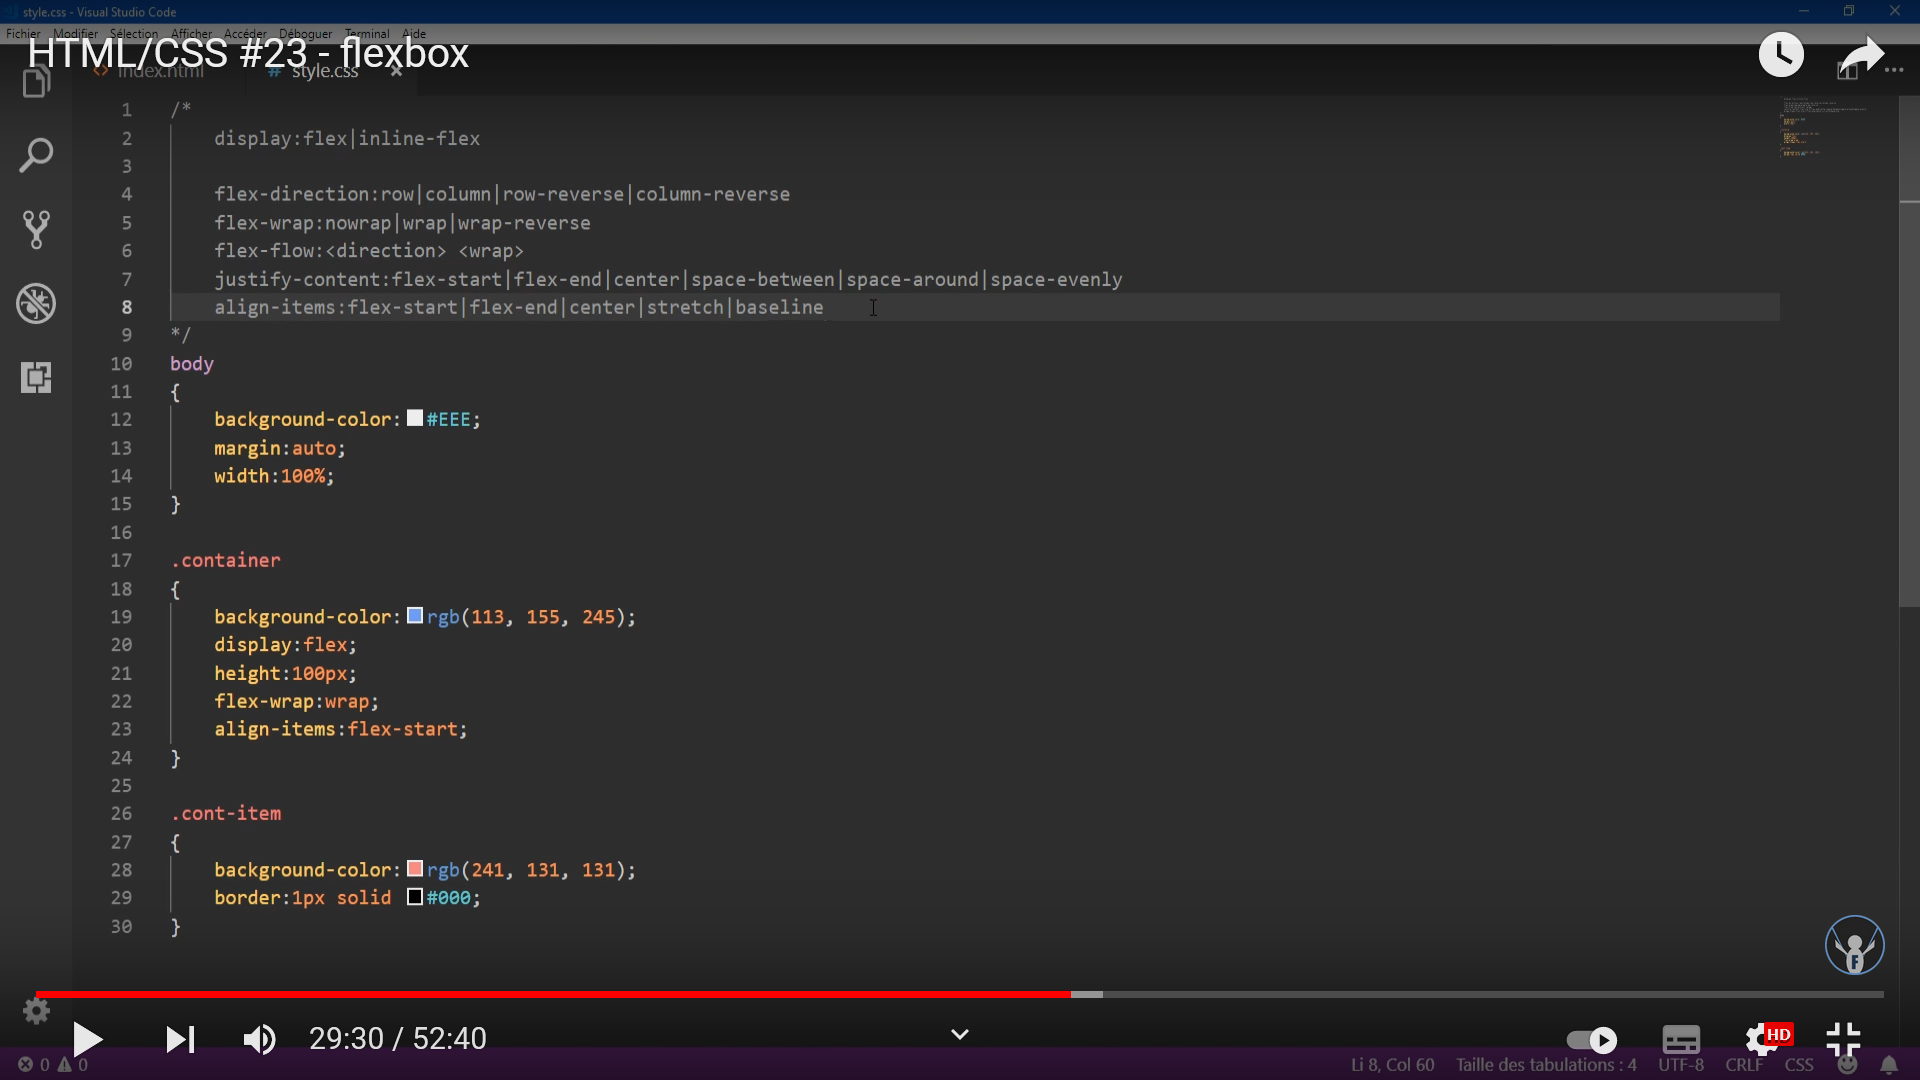 style.css - Visual Studio Code
Fichier Modifier Sélection Afficher Accéder Déboguer Terminal Aide
HTML/CSS #23 - flexbox
index.html
# style.css
1 /*
2 display:flex|inline-flex
3
4 flex-direction:row|column|row-reverse|column-reverse
5 flex-wrap:nowrap|wrap|wrap-reverse
6 flex-flow:<direction> <wrap>
7 justify-content:flex-start|flex-end|center|space-between|space-around|space-evenly
8 align-items:flex-start|flex-end|center|stretch|baseline
9 */
10 body
11 {
12 background-color:#EEE;
13 margin:auto;
14 width:100%;
15 }
16
17 .container
18 {
19 background-color:rgb(113, 155, 245);
20 display:flex;
21 height:100px;
22 flex-wrap:wrap;
23 align-items:flex-start;
24 }
25
26 .cont-item
27 {
28 background-color:rgb(241, 131, 131);
29 border:1px solid #000;
30 }
F
29:30 / 52:40
HD
0 0
Li 8, Col 60 Taille des tabulations : 4 UTF-8 CRLF CSS